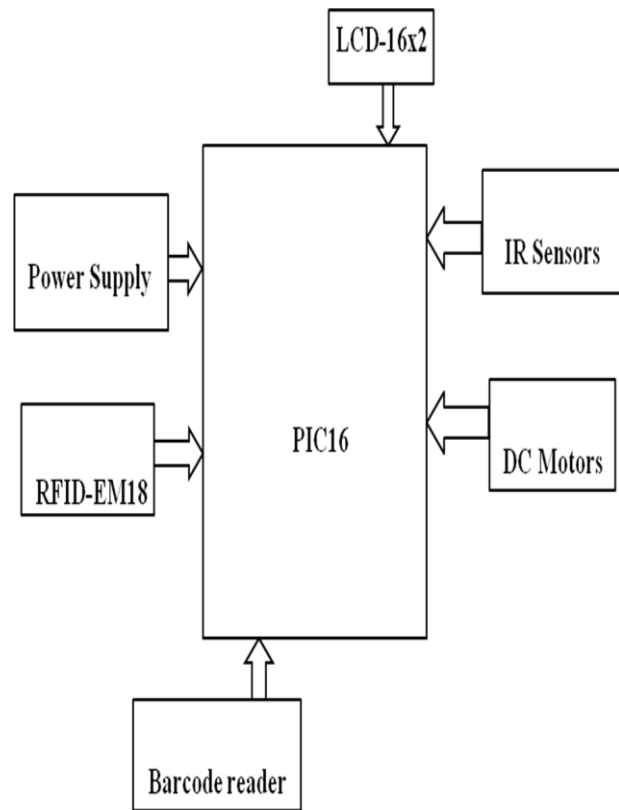 LCD-16x2
Power Supply
IR Sensors
PIC16
RFID-EM18
DC Motors
Barcode reader